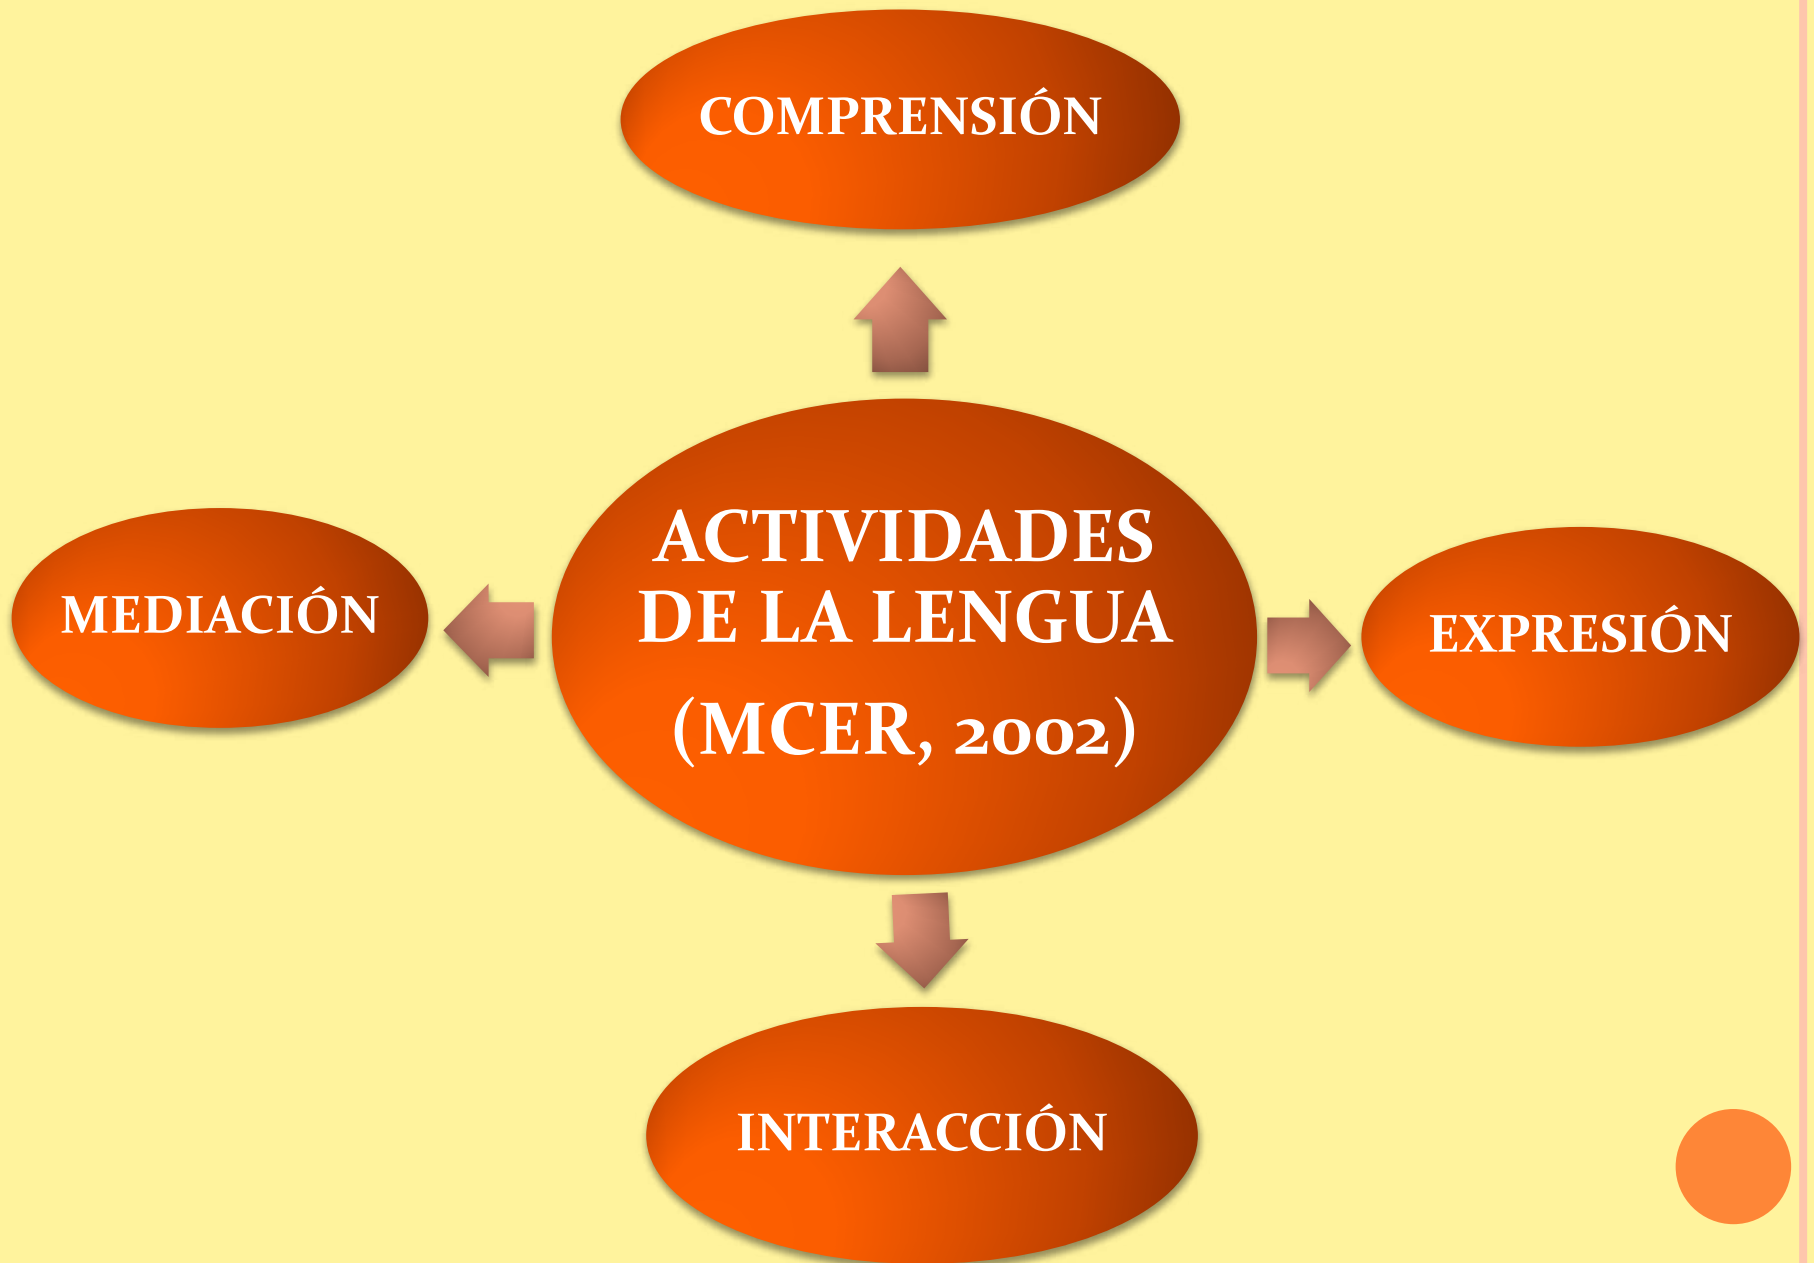 COMPRENSIÓN
ACTIVIDADES
DE LA LENGUA
(MCER, 2002)
MEDIACIÓN
EXPRESIÓN
INTERACCIÓN